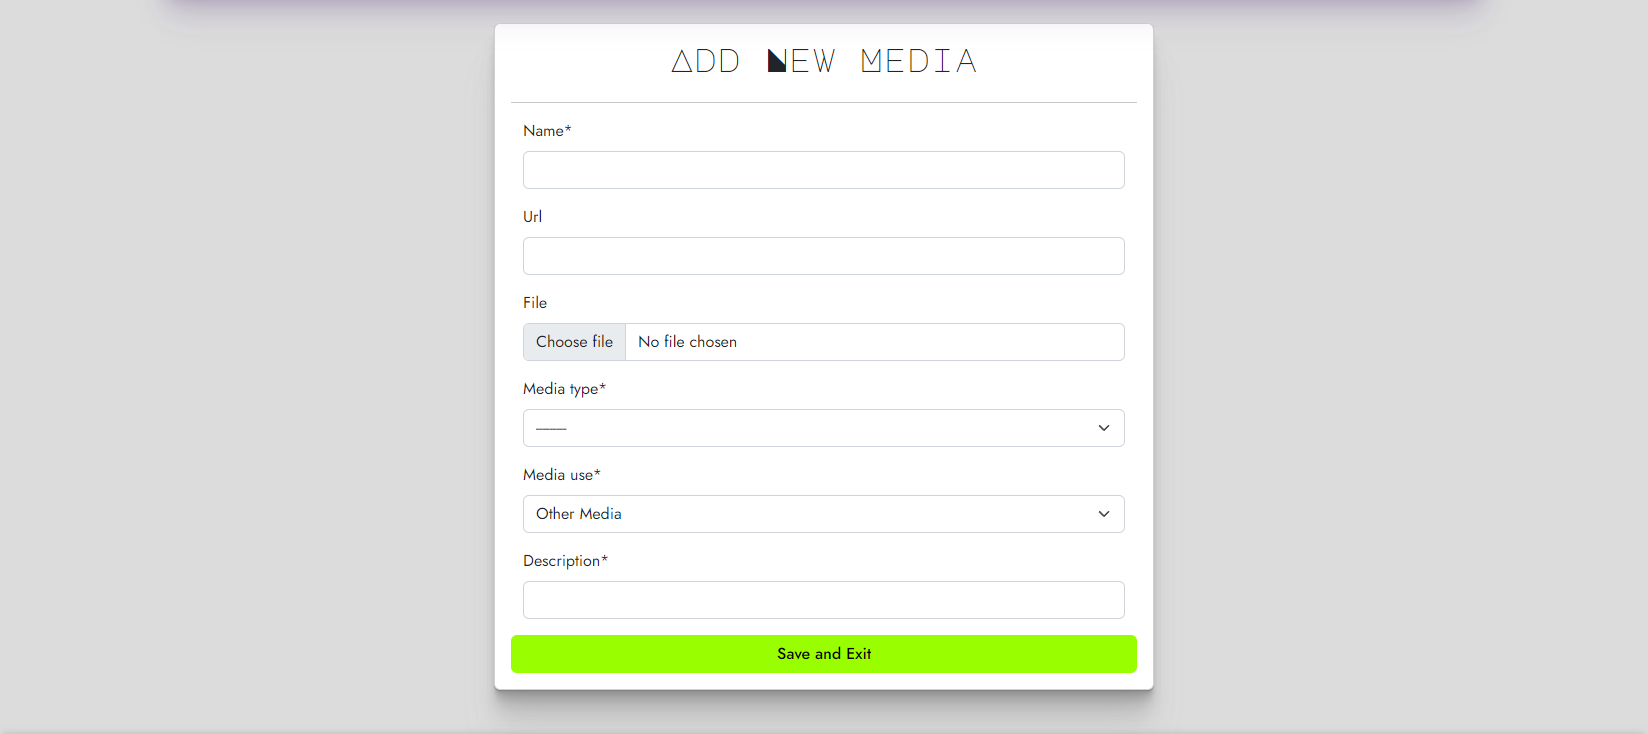 Add New Media
Name*
Url
File
Choose file No file chosen
Media type*
---------
Media use*
Other Media
Description*
Save and Exit